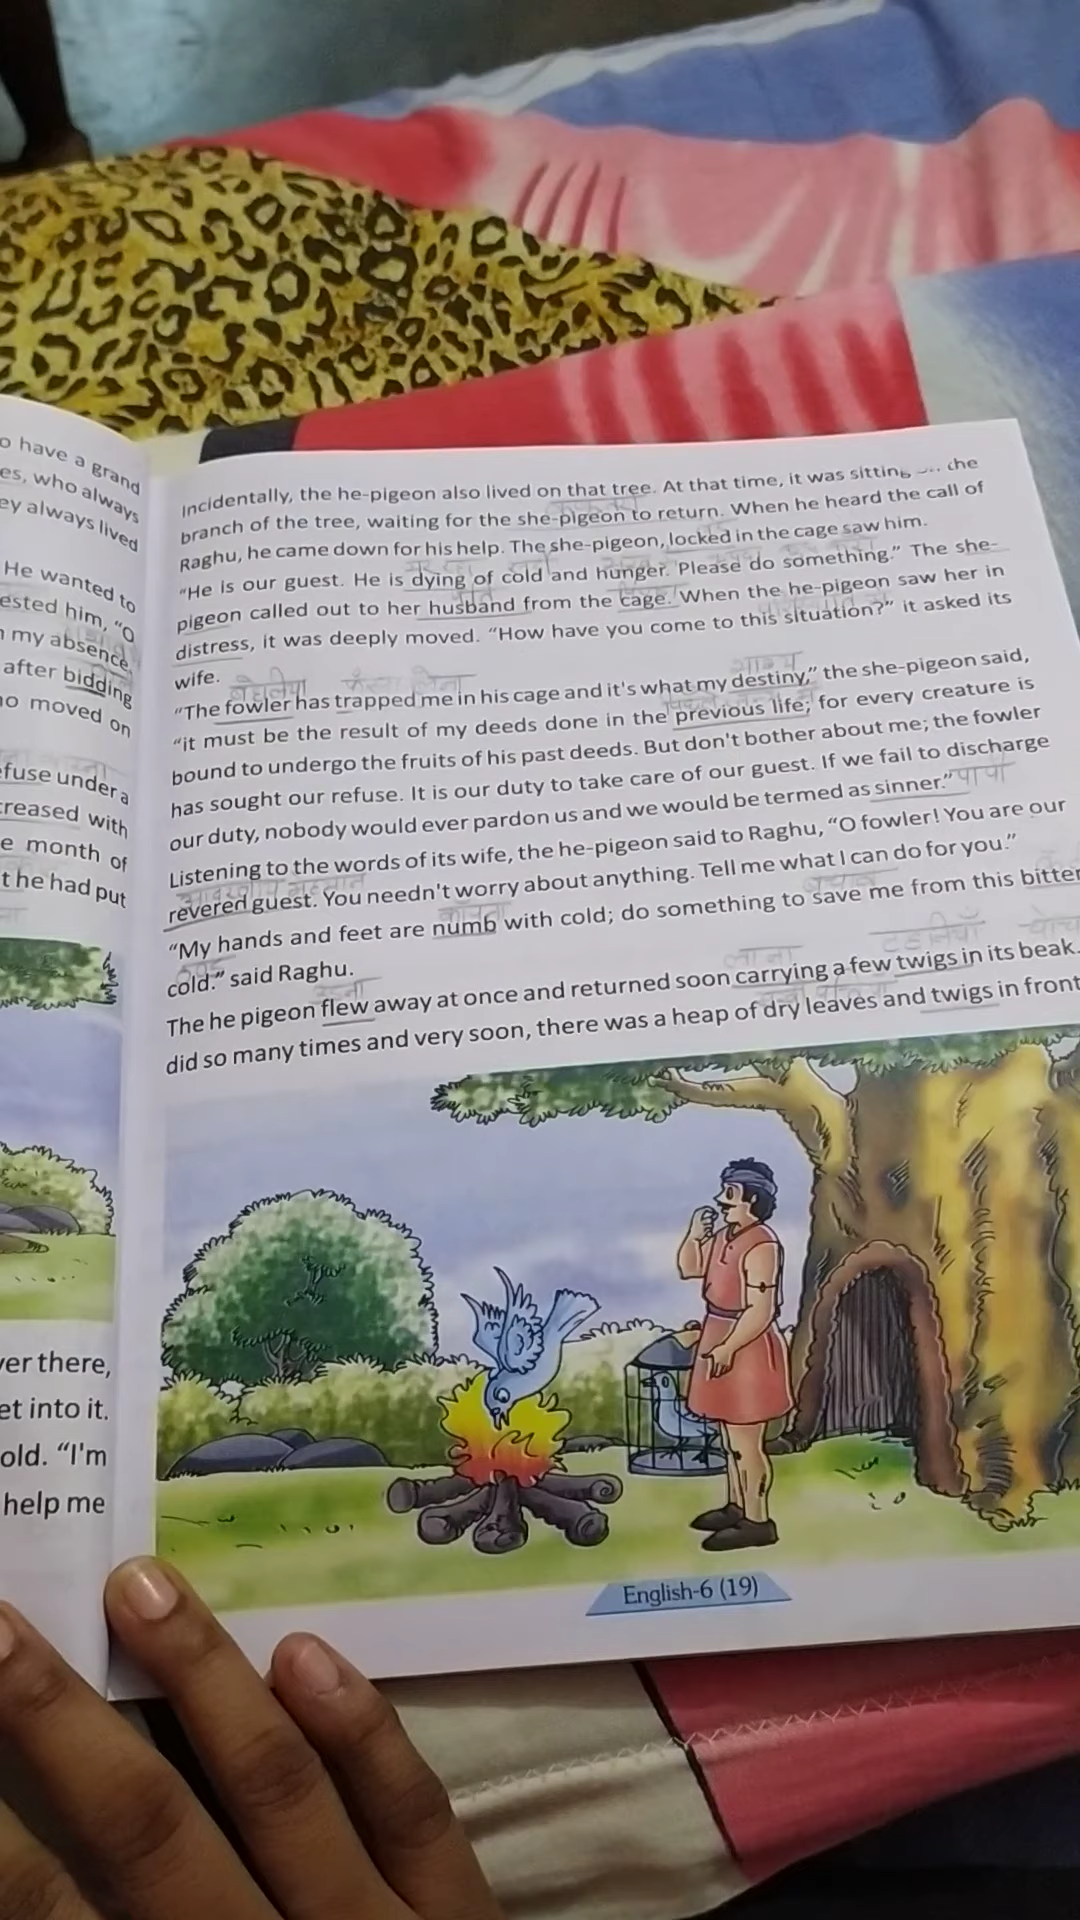 o have a grand
es, who always
ey always lived
He wanted to
ested him, "O
my absence.
after bidding
o moved on
efuse under a
creased with
e month of
t he had put
ver there,
et into it.
old. "I'm
help me
Incidentally, the he-pigeon also lived on that tree. At that time, it was sitting the
branch of the tree, waiting for the she-pigeon to return. When he heard the call of
Raghu, he came down for his help. The she-pigeon, locked in the cage saw him.
"He is our guest. He is dying of cold and hunger. Please do something." The she-
pigeon called out to her husband from the cage. When the he-pigeon saw her in
distress, it was deeply moved. "How have you come to this situation?" it asked its
wife.
बहेलिया भाग्य
"The fowler has trapped me in his cage and it's what my destiny," the she-pigeon said,
"it must be the result of my deeds done in the previous life; for every creature is
bound to undergo the fruits of his past deeds. But don't bother about me; the fowler
has sought our refuse. It is our duty to take care of our guest. If we fail to discharge
our duty, nobody would ever pardon us and we would be termed as sinner." पापी
Listening to the words of its wife, the he-pigeon said to Raghu, "O fowler! You are our
revered guest. You needn't worry about anything. Tell me what I can do for you."
"My hands and feet are numb with cold; do something to save me from this bitter
cold." said Raghu.
लाना टहनियाँ
The he pigeon flew away at once and returned soon carrying a few twigs in its beak.
did so many times and very soon, there was a heap of dry leaves and twigs in front
English-6 (19)